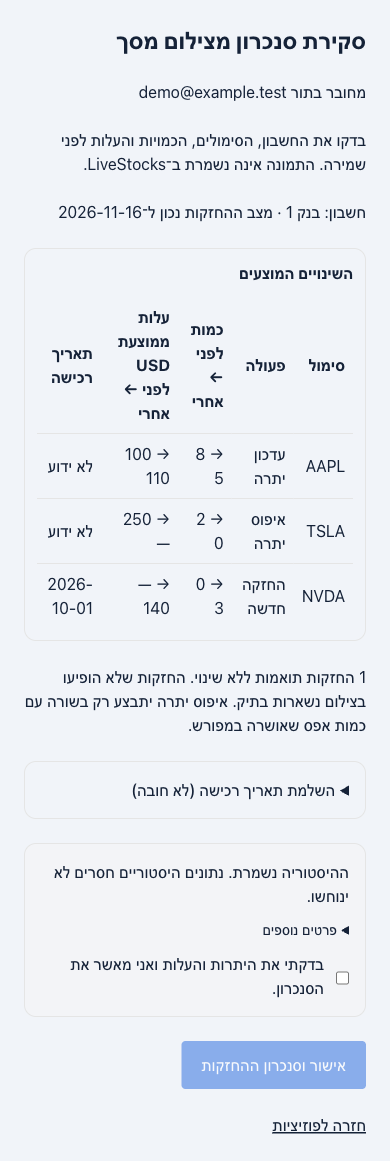 סקירת סנכרון מצילום מסך
מחובר בתור demo@example.test
בדקו את החשבון, הסימולים, הכמויות והעלות לפני
שמירה. התמונה אינה נשמרת ב־LiveStocks.
חשבון: בנק 1 · מצב ההחזקות נכון ל־2026-11-16
השינויים המוצעים
סימול
פעולה
כמות
לפני
←
אחרי
עלות
ממוצעת
USD
לפני ←
אחרי
תאריך
רכישה
AAPL
עדכון
יתרה
8 →
5
100 →
110
לא ידוע
TSLA
איפוס
יתרה
2 →
0
250 →
—
לא ידוע
NVDA
החזקה
חדשה
0 →
3
— →
140
2026-
10-01
1 החזקות תואמות ללא שינוי. החזקות שלא הופיעו
בצילום נשארות בתיק. איפוס יתרה יתבצע רק בשורה עם
כמות אפס שאושרה במפורש.
השלמת תאריך רכישה (לא חובה)
ההיסטוריה נשמרת. נתונים היסטוריים חסרים לא
ינוחשו.
פרטים נוספים
בדקתי את היתרות והעלות ואני מאשר את
הסנכרון.
אישור וסנכרון ההחזקות
חזרה לפוזיציות